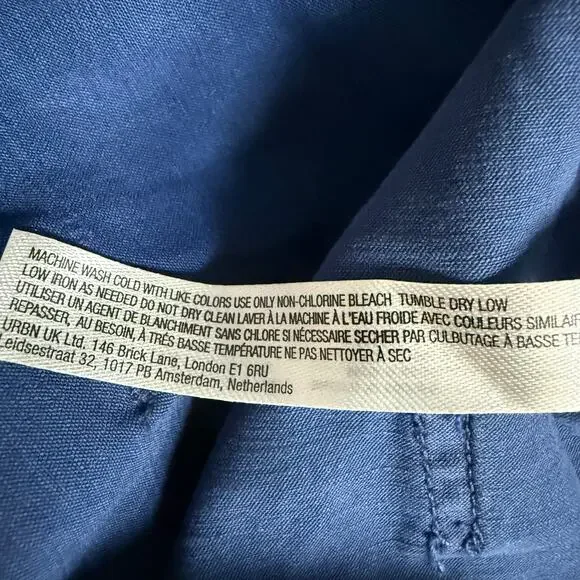 MACHINE WASH COLD WITH LIKE COLORS USE ONLY NON-CHLORINE BLEACH TUMBLE DRY LOW
LOW IRON AS NEEDED DO NOT DRY CLEAN LAVER À LA MACHINE À L'EAU FROIDE AVEC COULEURS
UTILISER UN AGENT DE BLANCHIMENT SANS CHLORE SI NÉCESSAIRE SECHER PAR CULBUTAGE À BASSE
REPASSER, AU BESOIN, À TRÈS BASSE TEMPÉRATURE NE PAS NETTOYER À SEC
URBN UK Ltd. 146 Brick Lane, London E1 6RU
Leidsestraat 32, 1017 PB Amsterdam, Netherlands